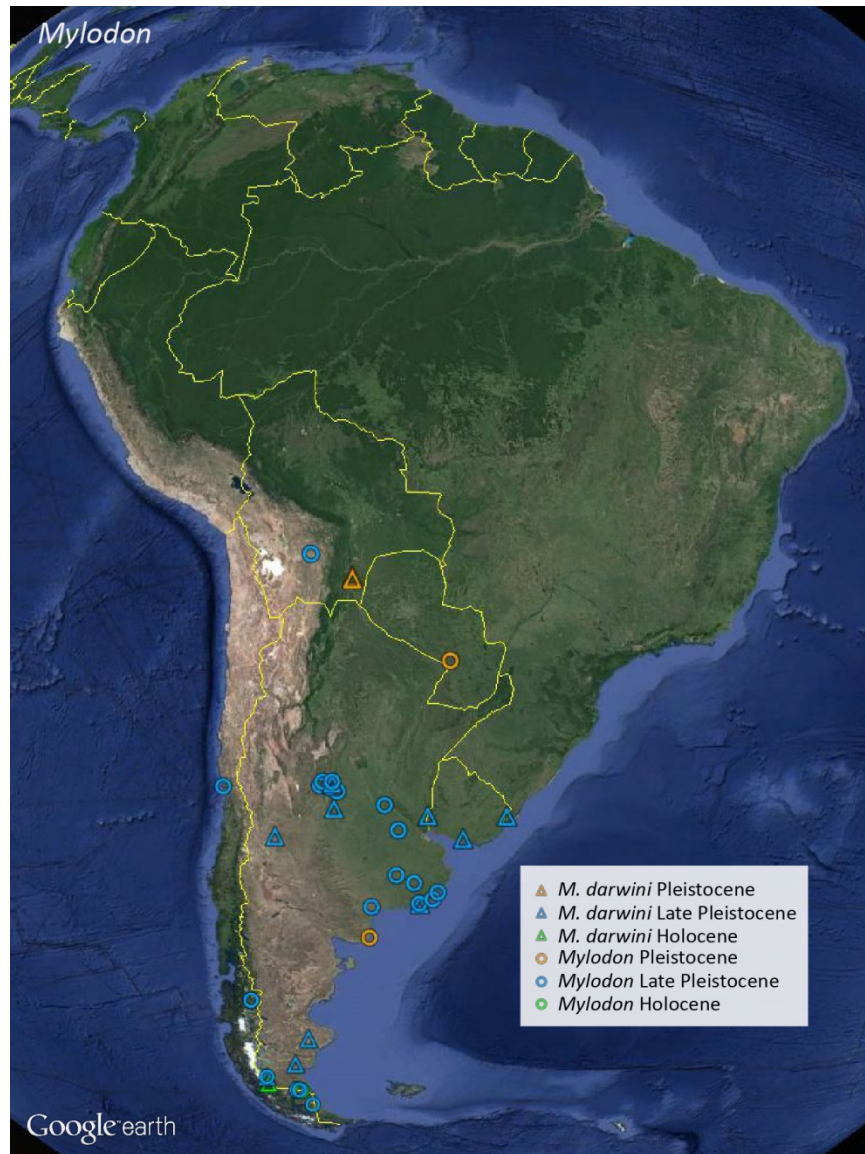 Mylodon
M. darwini Pleistocene
M. darwini Late Pleistocene
M. darwini Holocene
Mylodon Pleistocene
Mylodon Late Pleistocene
Mylodon Holocene
Google earth